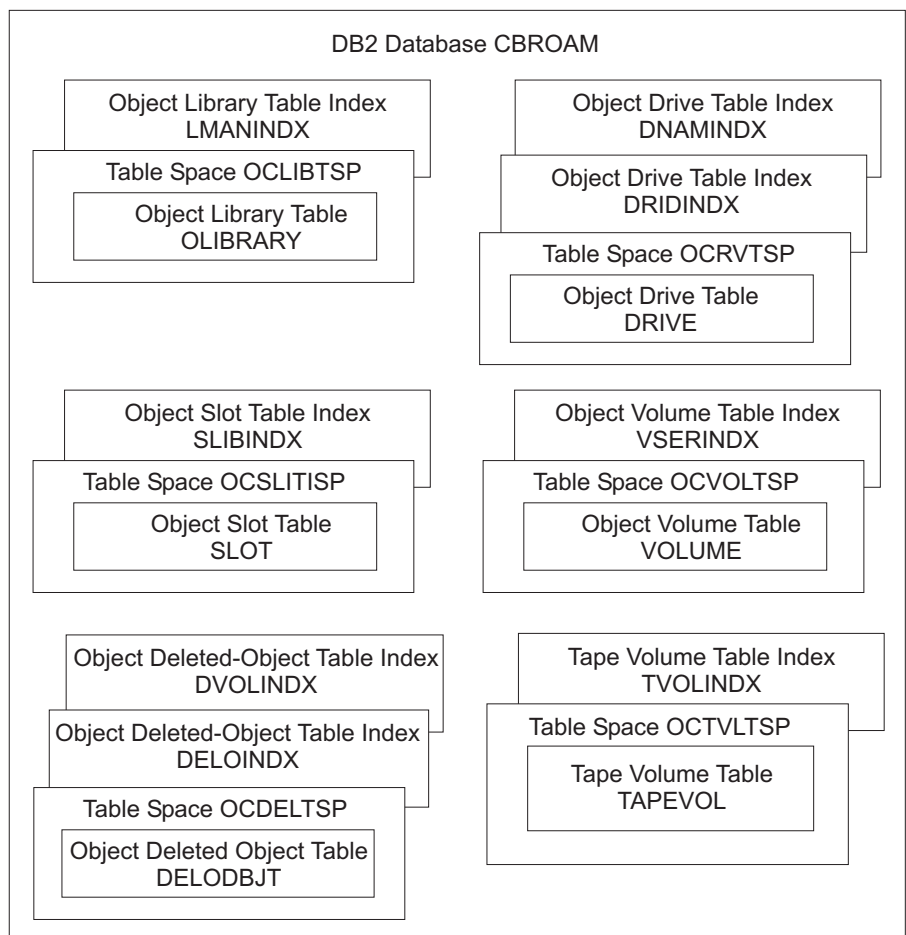 DB2 Database CBROAM
Object Library Table Index
LMANINDX
Table Space OCLIBTSP
Object Library Table
OLIBRARY
Object Drive Table Index
DNAMINDX
Object Drive Table Index
DRIDINDX
Table Space OCRVTSP
Object Drive Table
DRIVE
Object Slot Table Index
SLIBINDX
Table Space OCSLITISP
Object Slot Table
SLOT
Object Volume Table Index
VSERINDX
Table Space OCVOLTSP
Object Volume Table
VOLUME
Object Deleted-Object Table Index
DVOLINDX
Object Deleted-Object Table Index
DELOINDX
Table Space OCDELTSP
Object Deleted Object Table
DELODBJT
Tape Volume Table Index
TVOLINDX
Table Space OCTVLTSP
Tape Volume Table
TAPEVOL